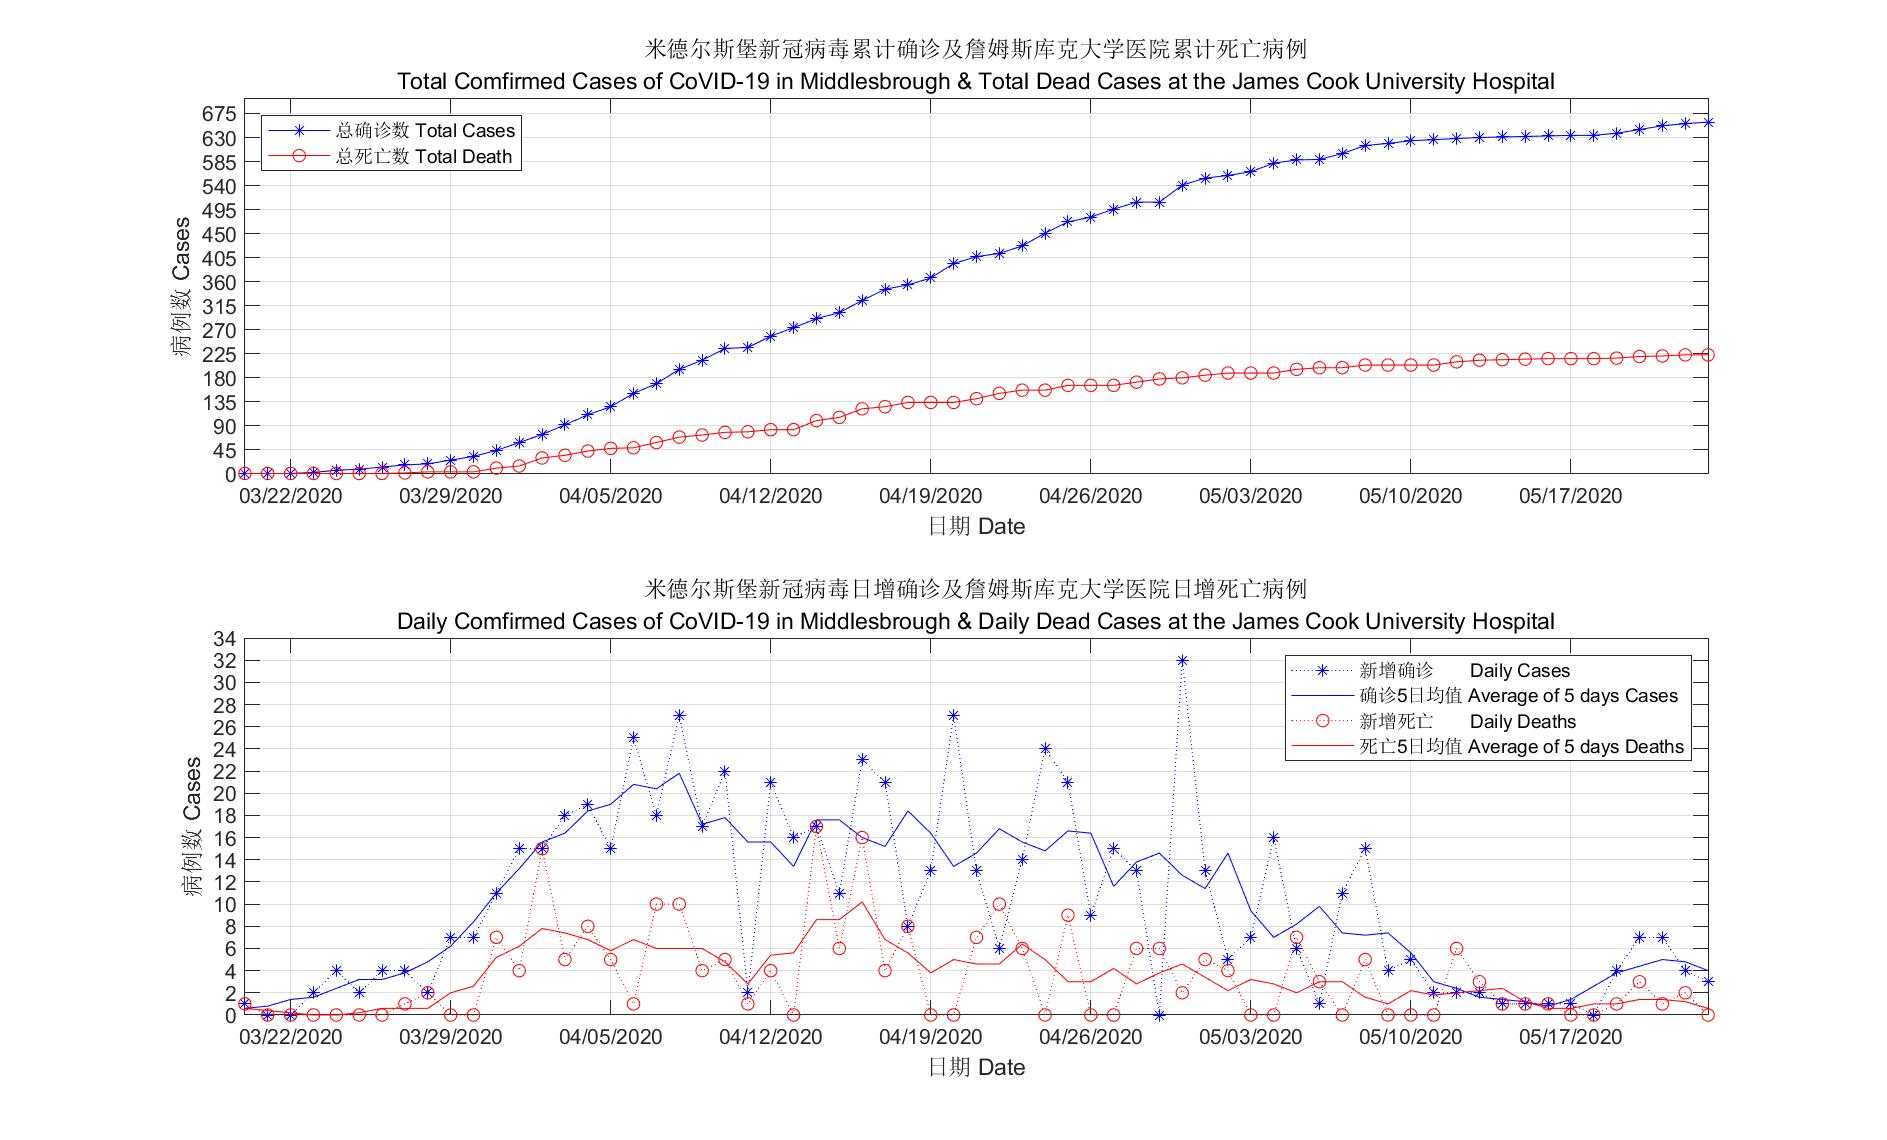 米德尔斯堡新冠病毒累计确诊及詹姆斯库克大学医院累计死亡病例
Total Comfirmed Cases of CoVID-19 in Middlesbrough & Total Dead Cases at the James Cook University Hospital
675
630
585
540
495
450
405
360
315
270
225
180
135
90
45
0
病例数 Cases
总确诊数 Total Cases
总死亡数 Total Death
03/22/2020 03/29/2020 04/05/2020 04/12/2020 04/19/2020 04/26/2020 05/03/2020 05/10/2020 05/17/2020
日期 Date
米德尔斯堡新冠病毒日增确诊及詹姆斯库克大学医院日增死亡病例
Daily Comfirmed Cases of CoVID-19 in Middlesbrough & Daily Dead Cases at the James Cook University Hospital
34
32
30
28
26
24
22
20
18
16
14
12
10
8
6
4
2
0
病例数 Cases
新增确诊 Daily Cases
确诊5日均值 Average of 5 days Cases
新增死亡 Daily Deaths
死亡5日均值 Average of 5 days Deaths
03/22/2020 03/29/2020 04/05/2020 04/12/2020 04/19/2020 04/26/2020 05/03/2020 05/10/2020 05/17/2020
日期 Date